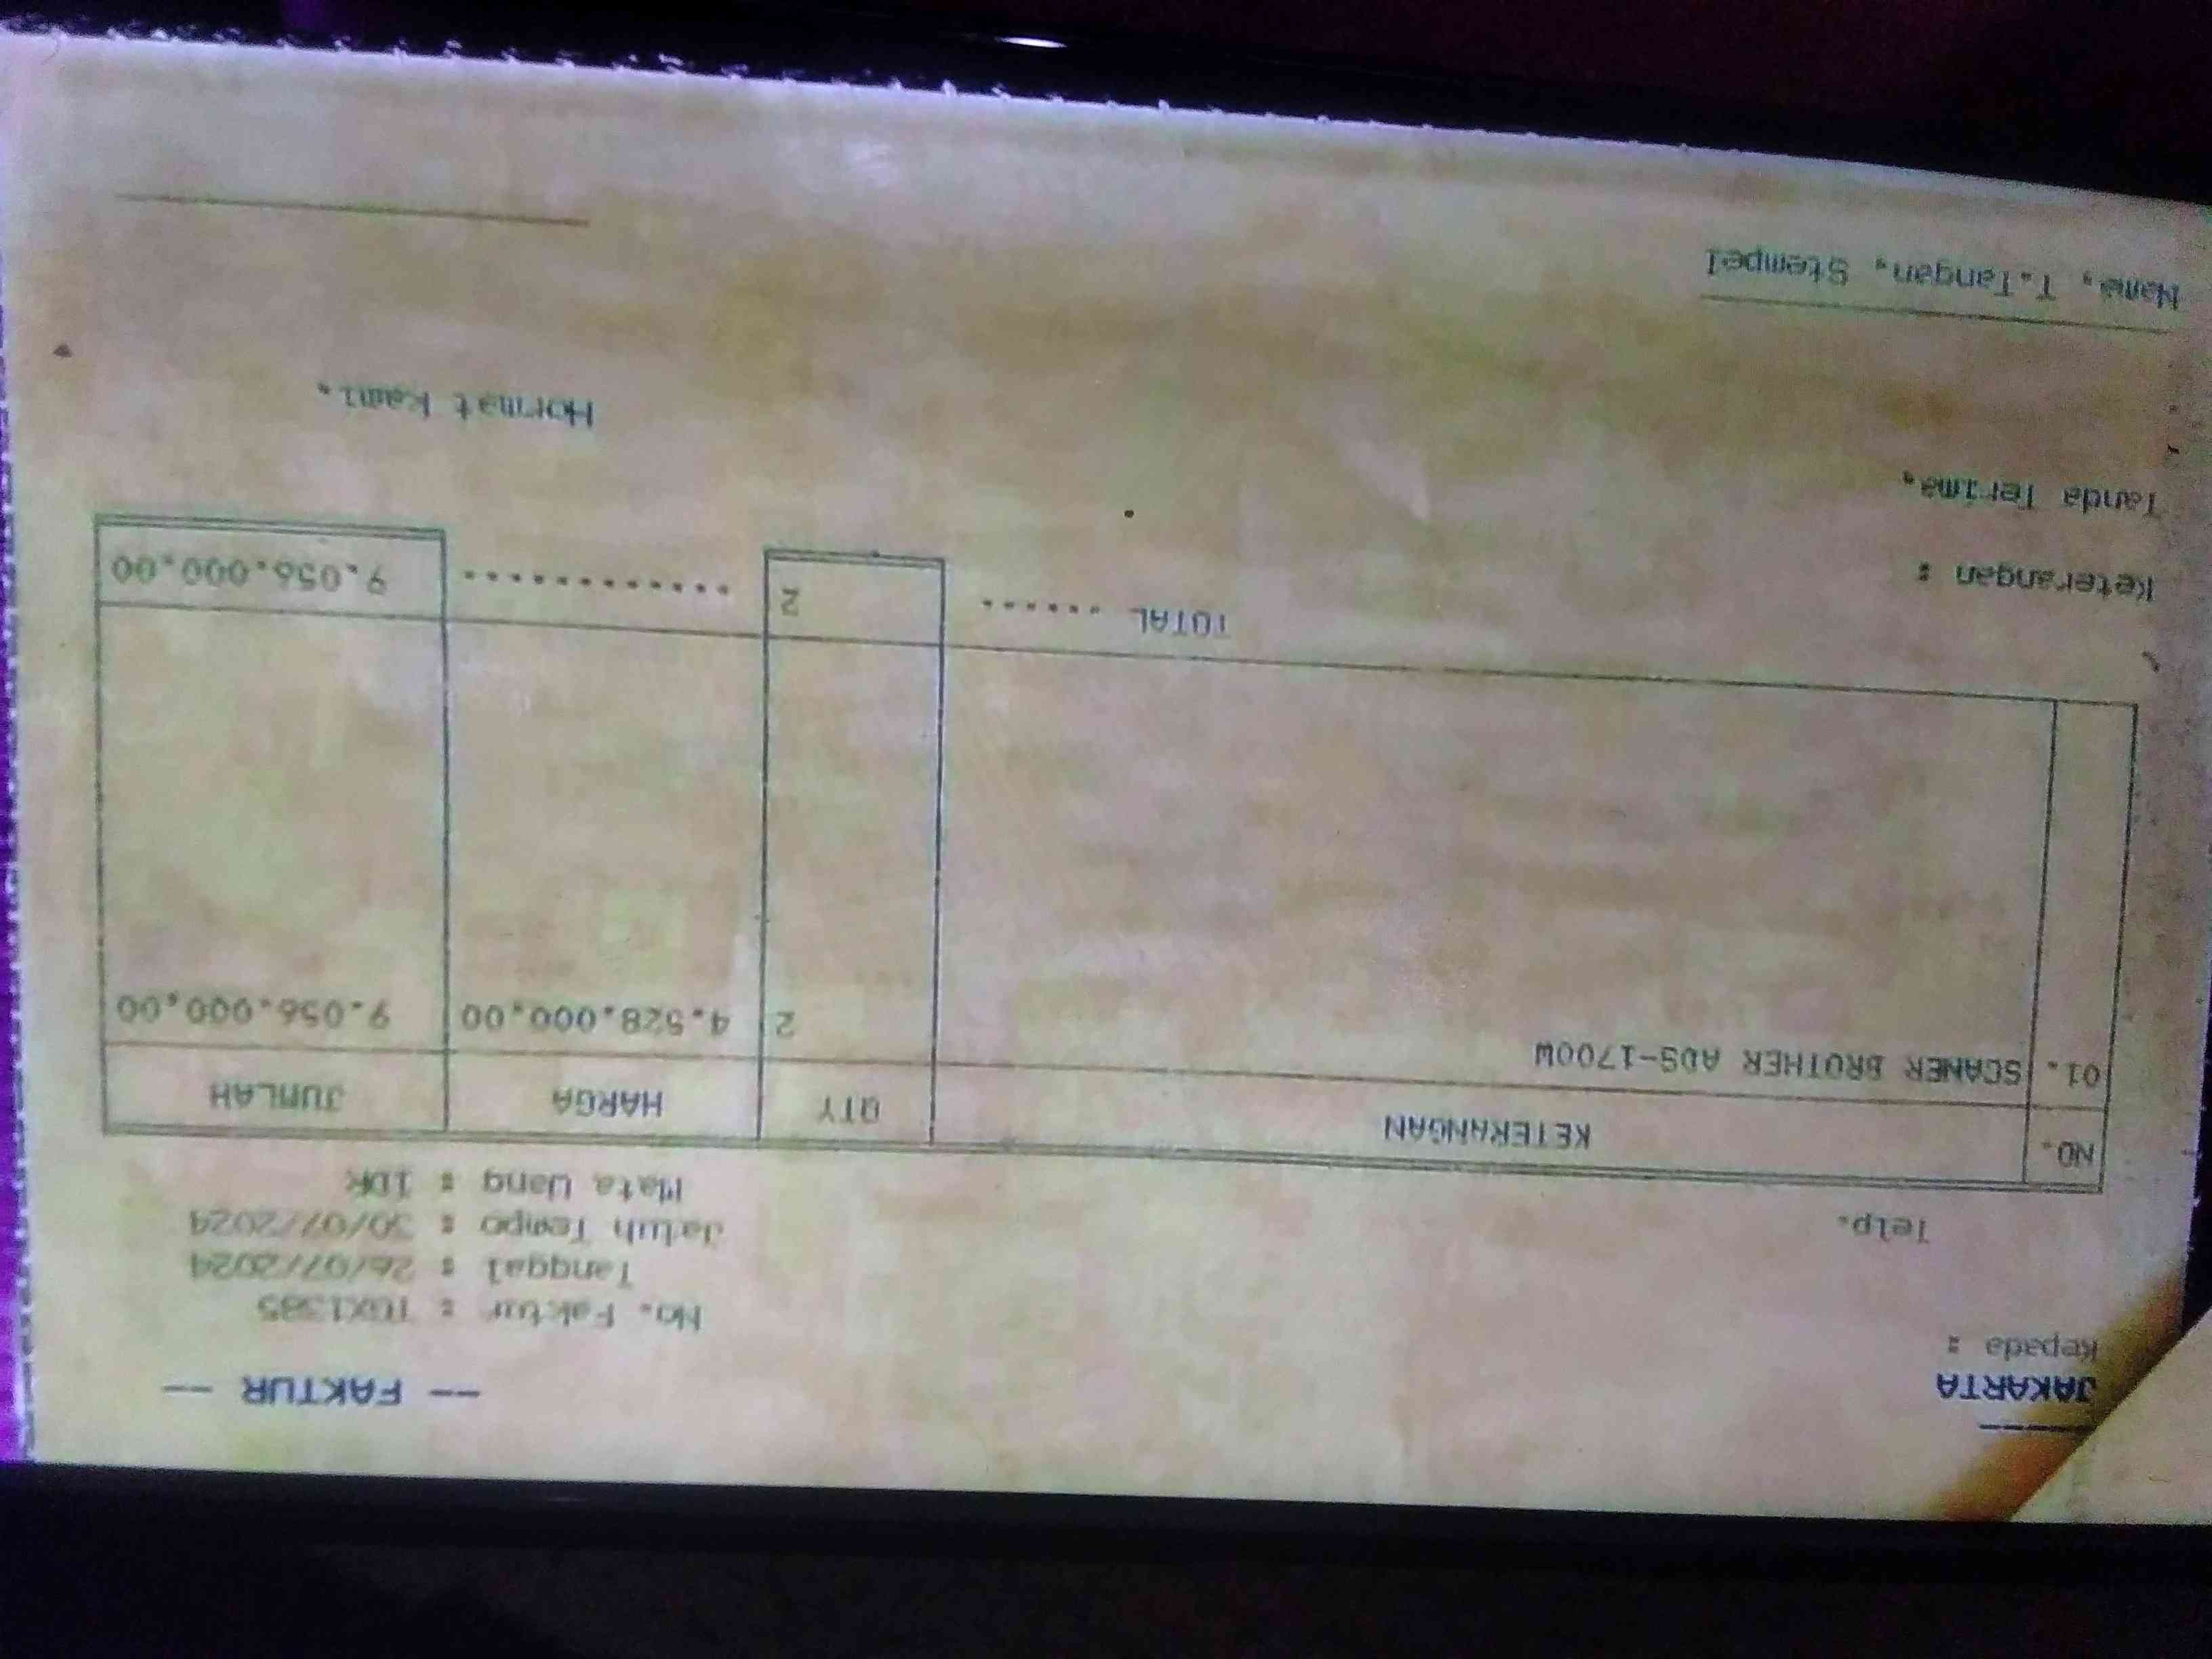 JAKARTA
-- FAKTUR --
Kepada :
No. Faktur : TGX1385
Tanggal : 26/07/2024
Telp.
Jatuh Tempo : 30/07/2024
Mata Uang : IDR
NO. KETERANGAN QTY HARGA JUMLAH
01. SCANER BROTHER ADS-1700W 2 4.528.000,00 9.056.000,00
TOTAL ...... 2 ............. 9.056.000,00
Keterangan :
Tanda Terima,
Hormat kami,
Nama, T.Tangan, Stempel